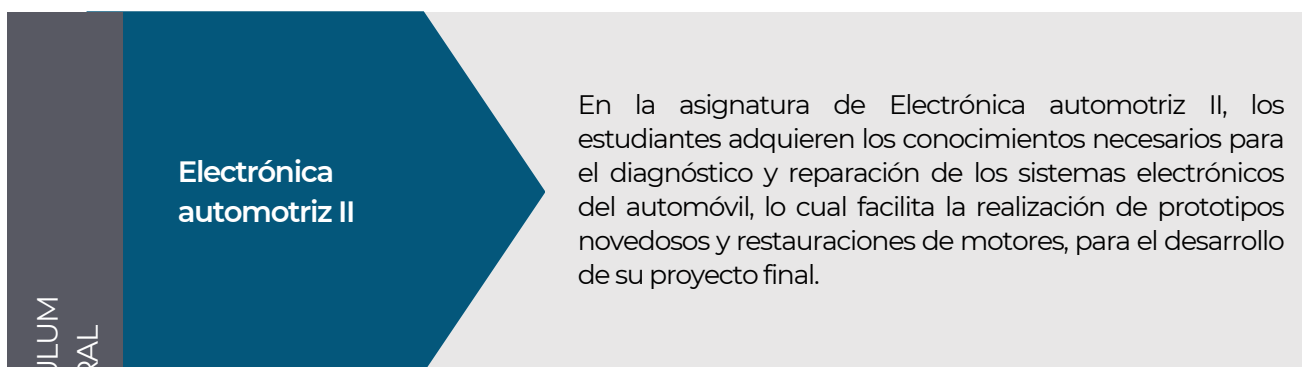 Electrónica
automotriz II
En la asignatura de Electrónica automotriz II, los
estudiantes adquieren los conocimientos necesarios para
el diagnóstico y reparación de los sistemas electrónicos
del automóvil, lo cual facilita la realización de prototipos
novedosos y restauraciones de motores, para el desarrollo
de su proyecto final.